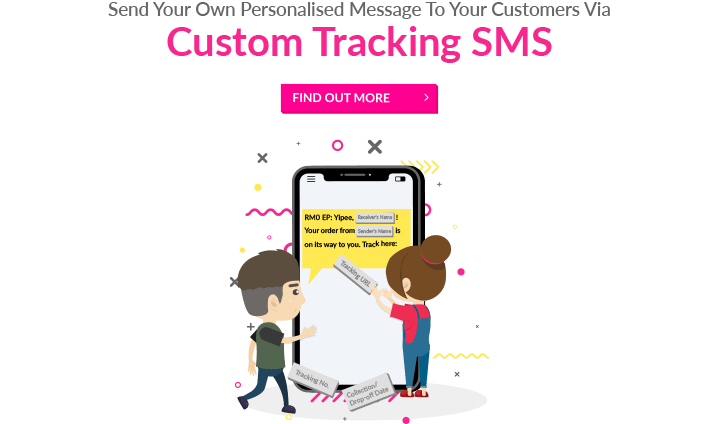 Send Your Own Personalised Message To Your Customers Via
Custom Tracking SMS
FIND OUT MORE
RM0 EP: Yipee, Receiver's Name !
Your order from Sender's Name is
on its way to you. Track here:
Tracking URL
Tracking No.
Collection/
Drop-off Date